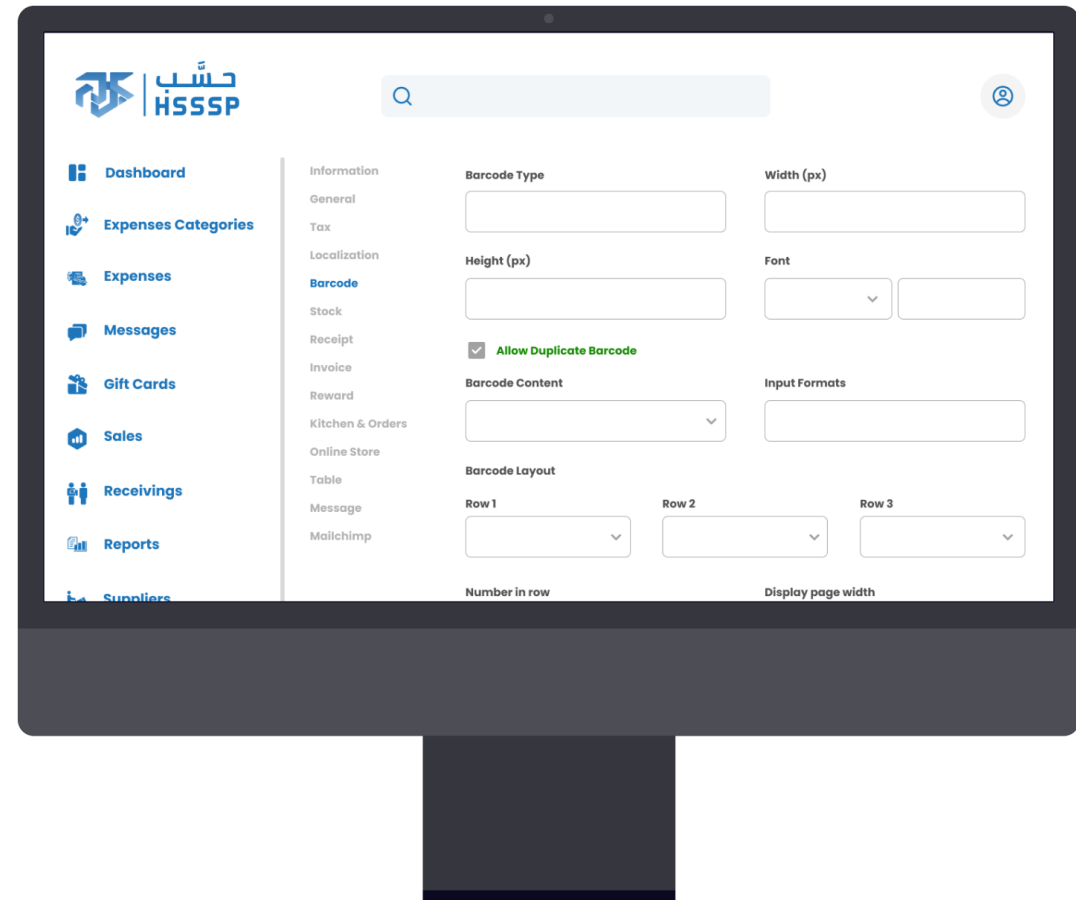 حسَّب
HSSSP
Dashboard
Expenses Categories
Expenses
Messages
Gift Cards
Sales
Receivings
Reports
Suppliers
Information
General
Tax
Localization
Barcode
Stock
Receipt
Invoice
Reward
Kitchen & Orders
Online Store
Table
Message
Mailchimp
Barcode Type
Width (px)
Height (px)
Font
Allow Duplicate Barcode
Barcode Content
Input Formats
Barcode Layout
Row 1
Row 2
Row 3
Number in row
Display page width